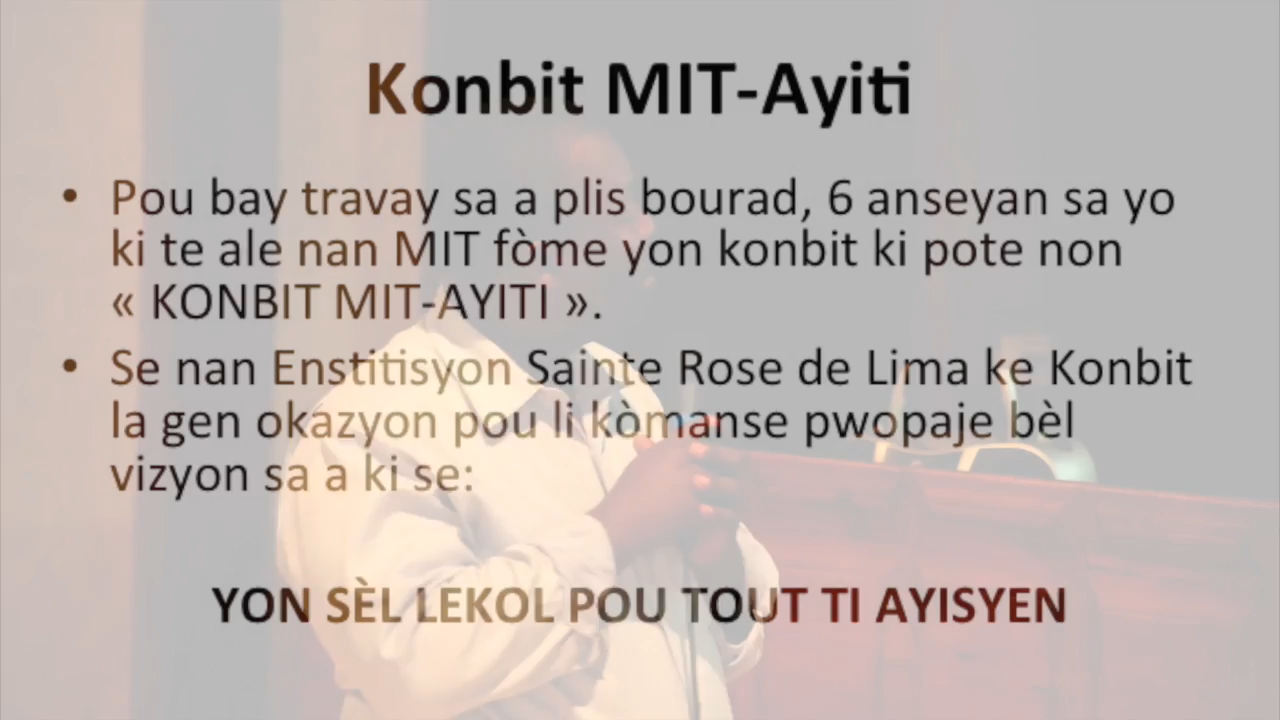 Konbit MIT-Ayiti
• Pou bay travay sa a plis bourad, 6 anseyan sa yo
ki te ale nan MIT fòme yon konbit ki pote non
« KONBIT MIT-AYITI ».
• Se nan Enstitisyon Sainte Rose de Lima ke Konbit
la gen okazyon pou li kòmanse pwopaje bèl
vizyon sa a ki se:
YON SÈL LEKOL POU TOUT TI AYISYEN